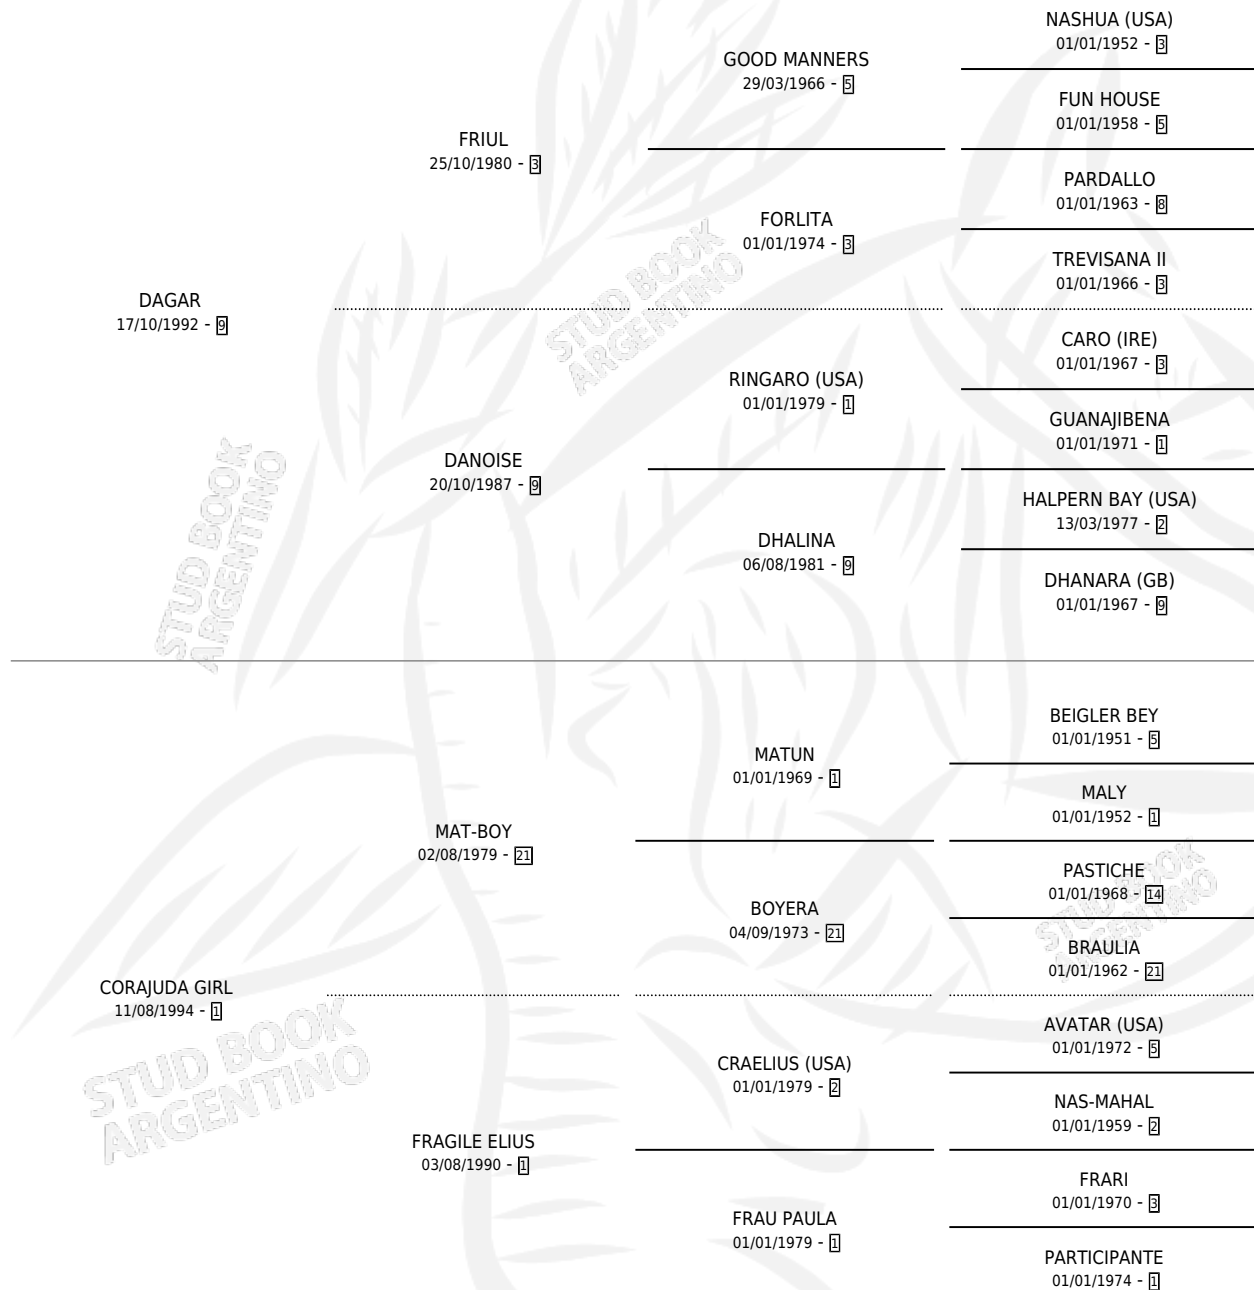 NASHUA (USA)
01/01/1952 - 3
GOOD MANNERS
29/03/1966 - 5
FUN HOUSE
01/01/1958 - 5
FRIUL
25/10/1980 - 3
PARDALLO
01/01/1963 - 8
FORLITA
01/01/1974 - 3
TREVISANA II
01/01/1966 - 3
DAGAR
17/10/1992 - 9
CARO (IRE)
01/01/1967 - 3
RINGARO (USA)
01/01/1979 - 1
GUANAJIBENA
01/01/1971 - 1
DANOISE
20/10/1987 - 9
HALPERN BAY (USA)
13/03/1977 - 2
DHALINA
06/08/1981 - 9
DHANARA (GB)
01/01/1967 - 9
BEIGLER BEY
01/01/1951 - 5
MATUN
01/01/1969 - 1
MALY
01/01/1952 - 1
MAT-BOY
02/08/1979 - 21
PASTICHE
01/01/1968 - 14
BOYERA
04/09/1973 - 21
BRAULIA
01/01/1962 - 21
CORAJUDA GIRL
11/08/1994 - 1
AVATAR (USA)
01/01/1972 - 5
CRAELIUS (USA)
01/01/1979 - 2
NAS-MAHAL
01/01/1959 - 2
FRAGILE ELIUS
03/08/1990 - 1
FRARI
01/01/1970 - 3
FRAU PAULA
01/01/1979 - 1
PARTICIPANTE
01/01/1974 - 1
STUD BOOK
ARGENTINO
STUD BOOK
ARGENTINO
STUD BOOK
ARGENTINO
STUD BOOK
ARGENTINO